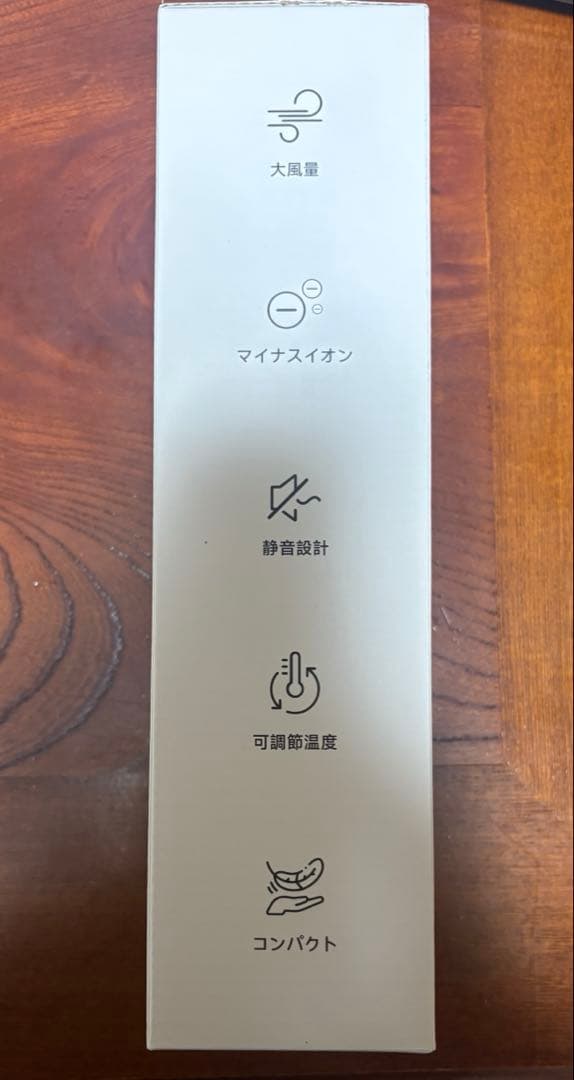 大風量
マイナスイオン
静音設計
可調節温度
コンパクト